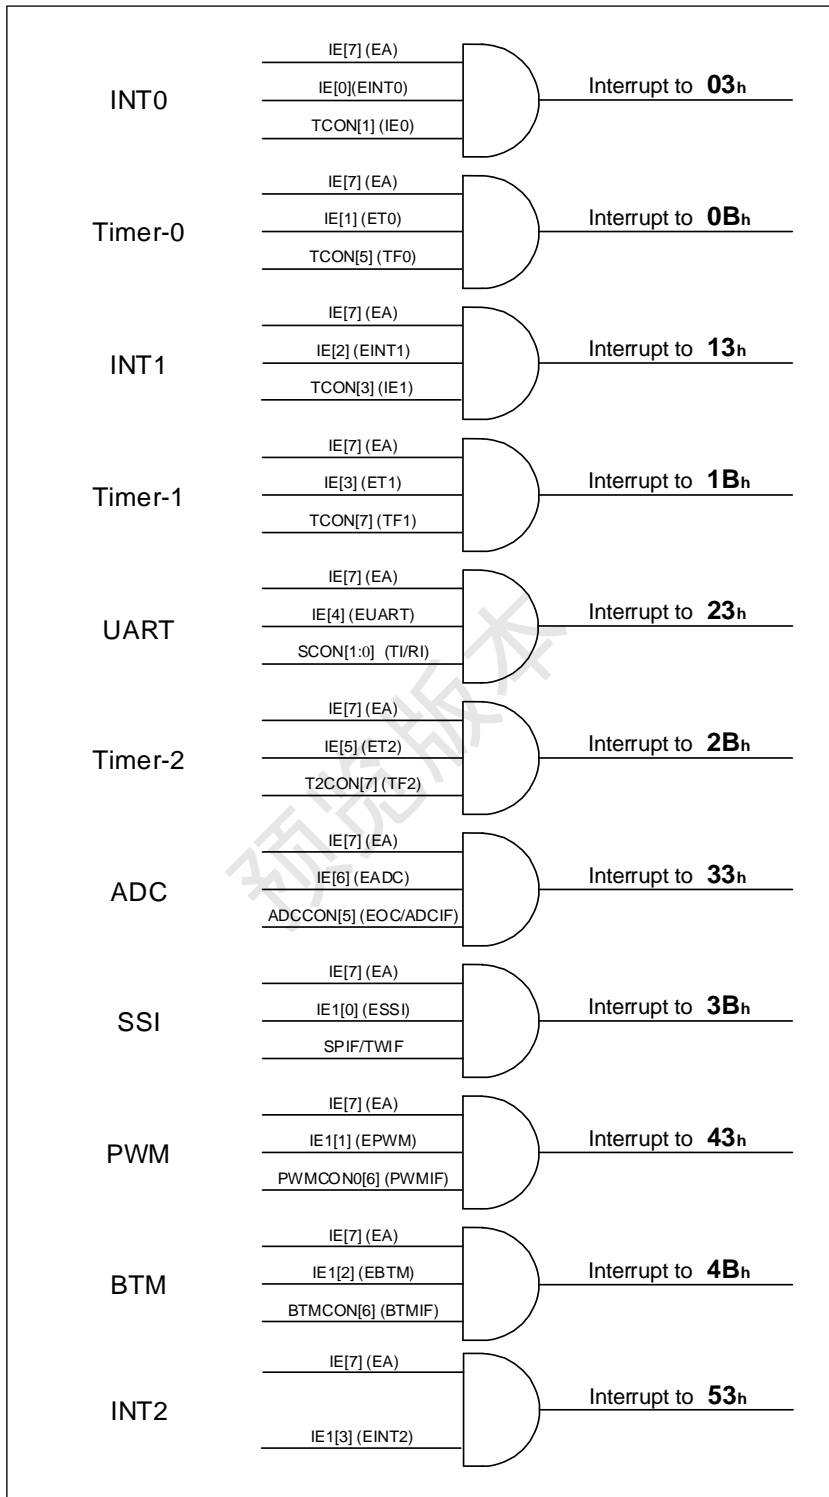 IE[7] (EA)
INT0
IE[0](EINT0)
Interrupt to 03h
TCON[1] (IE0)
IE[7] (EA)
Timer-0
IE[1] (ET0)
Interrupt to 0Bh
TCON[5] (TF0)
IE[7] (EA)
INT1
IE[2] (EINT1)
Interrupt to 13h
TCON[3] (IE1)
IE[7] (EA)
Timer-1
IE[3] (ET1)
Interrupt to 1Bh
TCON[7] (TF1)
IE[7] (EA)
UART
IE[4] (EUART)
Interrupt to 23h
SCON[1:0] (TI/RI)
IE[7] (EA)
Timer-2
IE[5] (ET2)
Interrupt to 2Bh
T2CON[7] (TF2)
预览版本
IE[7] (EA)
ADC
IE[6] (EADC)
Interrupt to 33h
ADCCON[5] (EOC/ADCIF)
IE[7] (EA)
SSI
IE1[0] (ESSI)
Interrupt to 3Bh
SPIF/TWIF
IE[7] (EA)
PWM
IE1[1] (EPWM)
Interrupt to 43h
PWMCON0[6] (PWMIF)
IE[7] (EA)
BTM
IE1[2] (EBTM)
Interrupt to 4Bh
BTMCON[6] (BTMIF)
IE[7] (EA)
INT2
Interrupt to 53h
IE1[3] (EINT2)